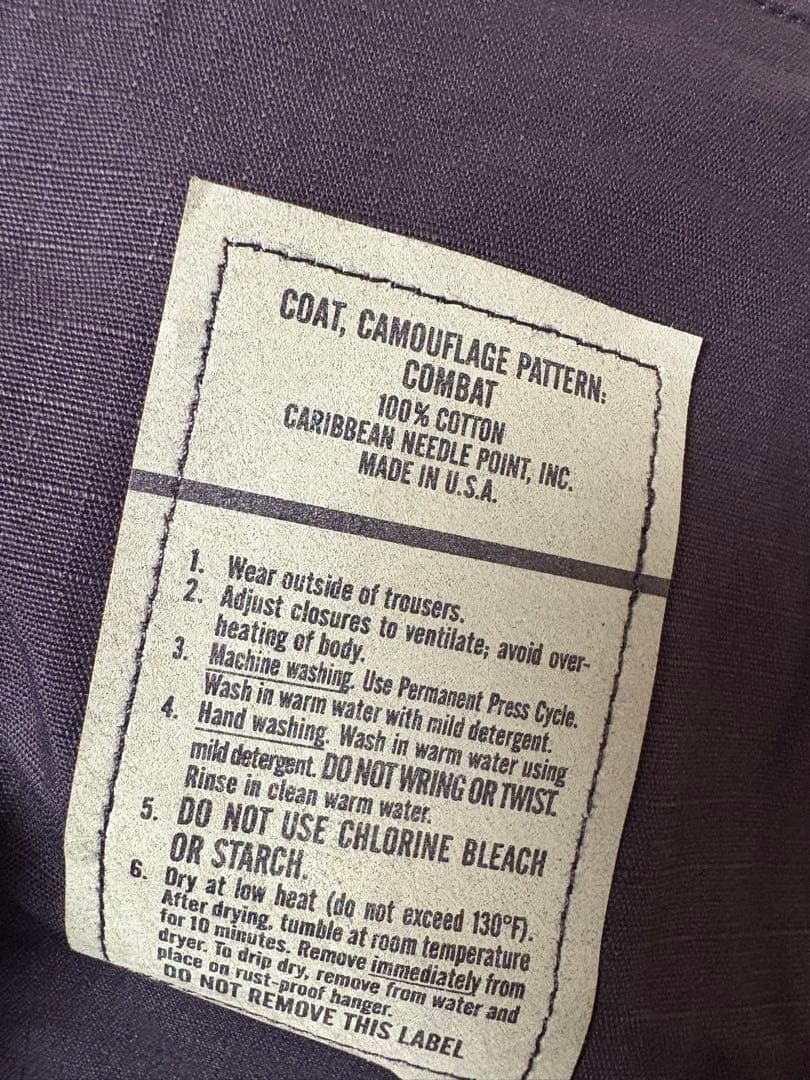 COAT, CAMOUFLAGE PATTERN:
COMBAT
100% COTTON
CARIBBEAN NEEDLE POINT, INC.
MADE IN U.S.A.
1. Wear outside of trousers.
2. Adjust closures to ventilate; avoid over-
heating of body.
3. Machine washing. Use Permanent Press Cycle.
Wash in warm water with mild detergent.
4. Hand washing. Wash in warm water using
mild detergent. DO NOT WRING OR TWIST.
Rinse in clean warm water.
5. DO NOT USE CHLORINE BLEACH
OR STARCH.
6. Dry at low heat (do not exceed 130°F).
After drying, tumble at room temperature
for 10 minutes. Remove immediately from
dryer. To drip dry, remove from water and
place on rust-proof hanger.
DO NOT REMOVE THIS LABEL